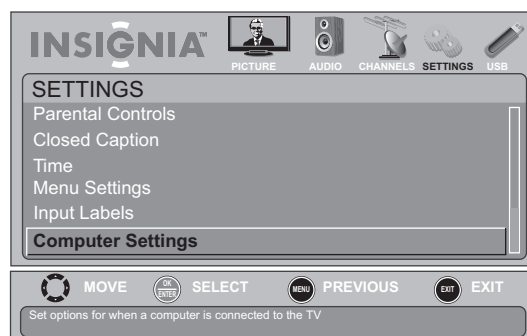 INSIGNIA™
PICTURE AUDIO CHANNELS SETTINGS USB
SETTINGS
Parental Controls
Closed Caption
Time
Menu Settings
Input Labels
Computer Settings
MOVE OK ENTER SELECT MENU PREVIOUS EXIT EXIT
Set options for when a computer is connected to the TV